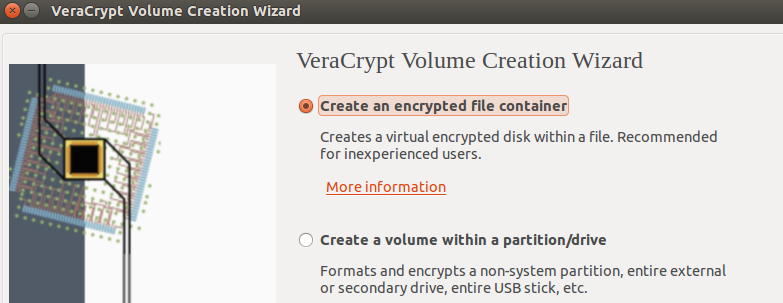 VeraCrypt Volume Creation Wizard
VeraCrypt Volume Creation Wizard
Create an encrypted file container
Creates a virtual encrypted disk within a file. Recommended
for inexperienced users.
More information
Create a volume within a partition/drive
Formats and encrypts a non-system partition, entire external
or secondary drive, entire USB stick, etc.